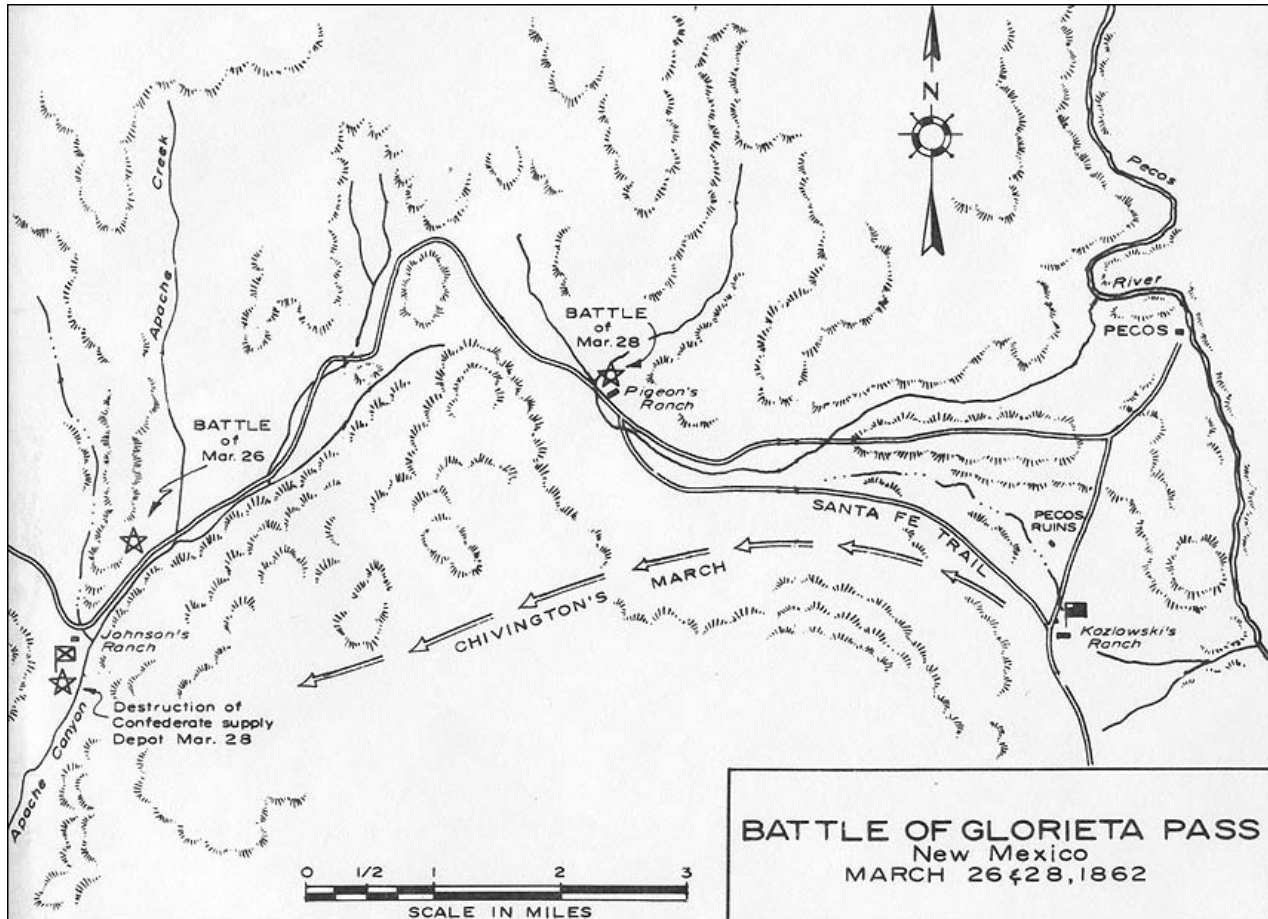 N
Pecos
River
PECOS
Creek
Apache
BATTLE
of
Mar. 28
Pigeon's
Ranch
BATTLE
of
Mar. 26
SANTA FE TRAIL
PECOS
RUINS
CHIVINGTON'S MARCH
Kozlowski's
Ranch
Johnson's
Ranch
Destruction of
Confederate supply
Depot Mar. 28
Apache Canyon
BATTLE OF GLORIETA PASS
New Mexico
MARCH 26 & 28, 1862
0 1/2 1 2 3
SCALE IN MILES